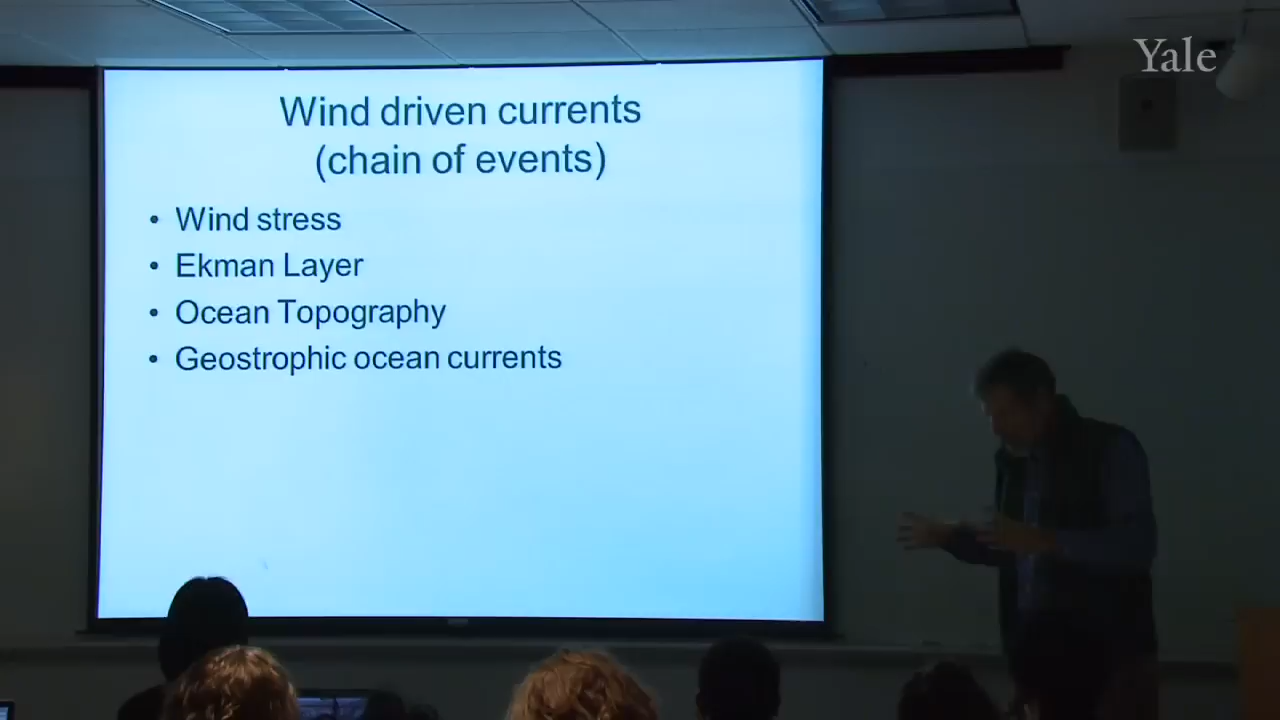 Yale
Wind driven currents
(chain of events)
• Wind stress
• Ekman Layer
• Ocean Topography
• Geostrophic ocean currents